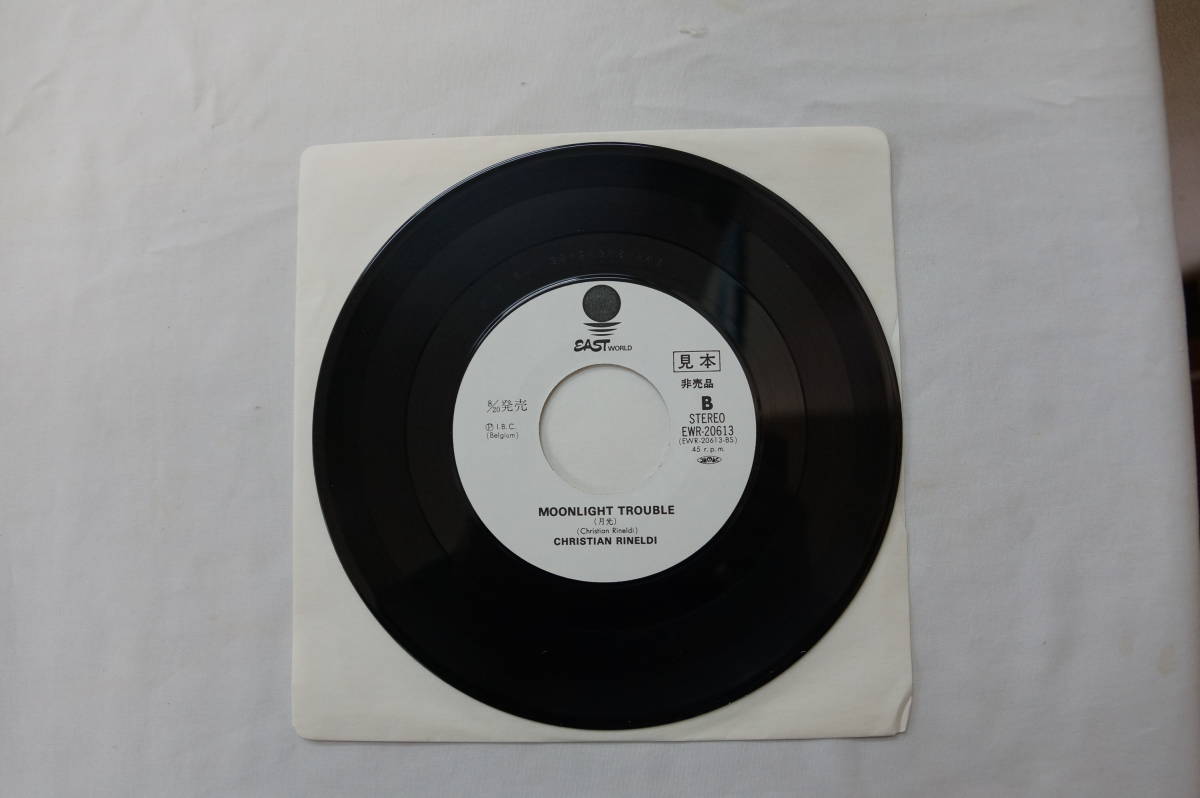 EAST WORLD
見本
非売品
B
STEREO
EWR-20613
(EWR-20613-BS)
45 r.p.m.
8/20発売
Ⓟ I.B.C.
(Belgium)
MOONLIGHT TROUBLE
(月光)
(Christian Rineldi)
CHRISTIAN RINELDI